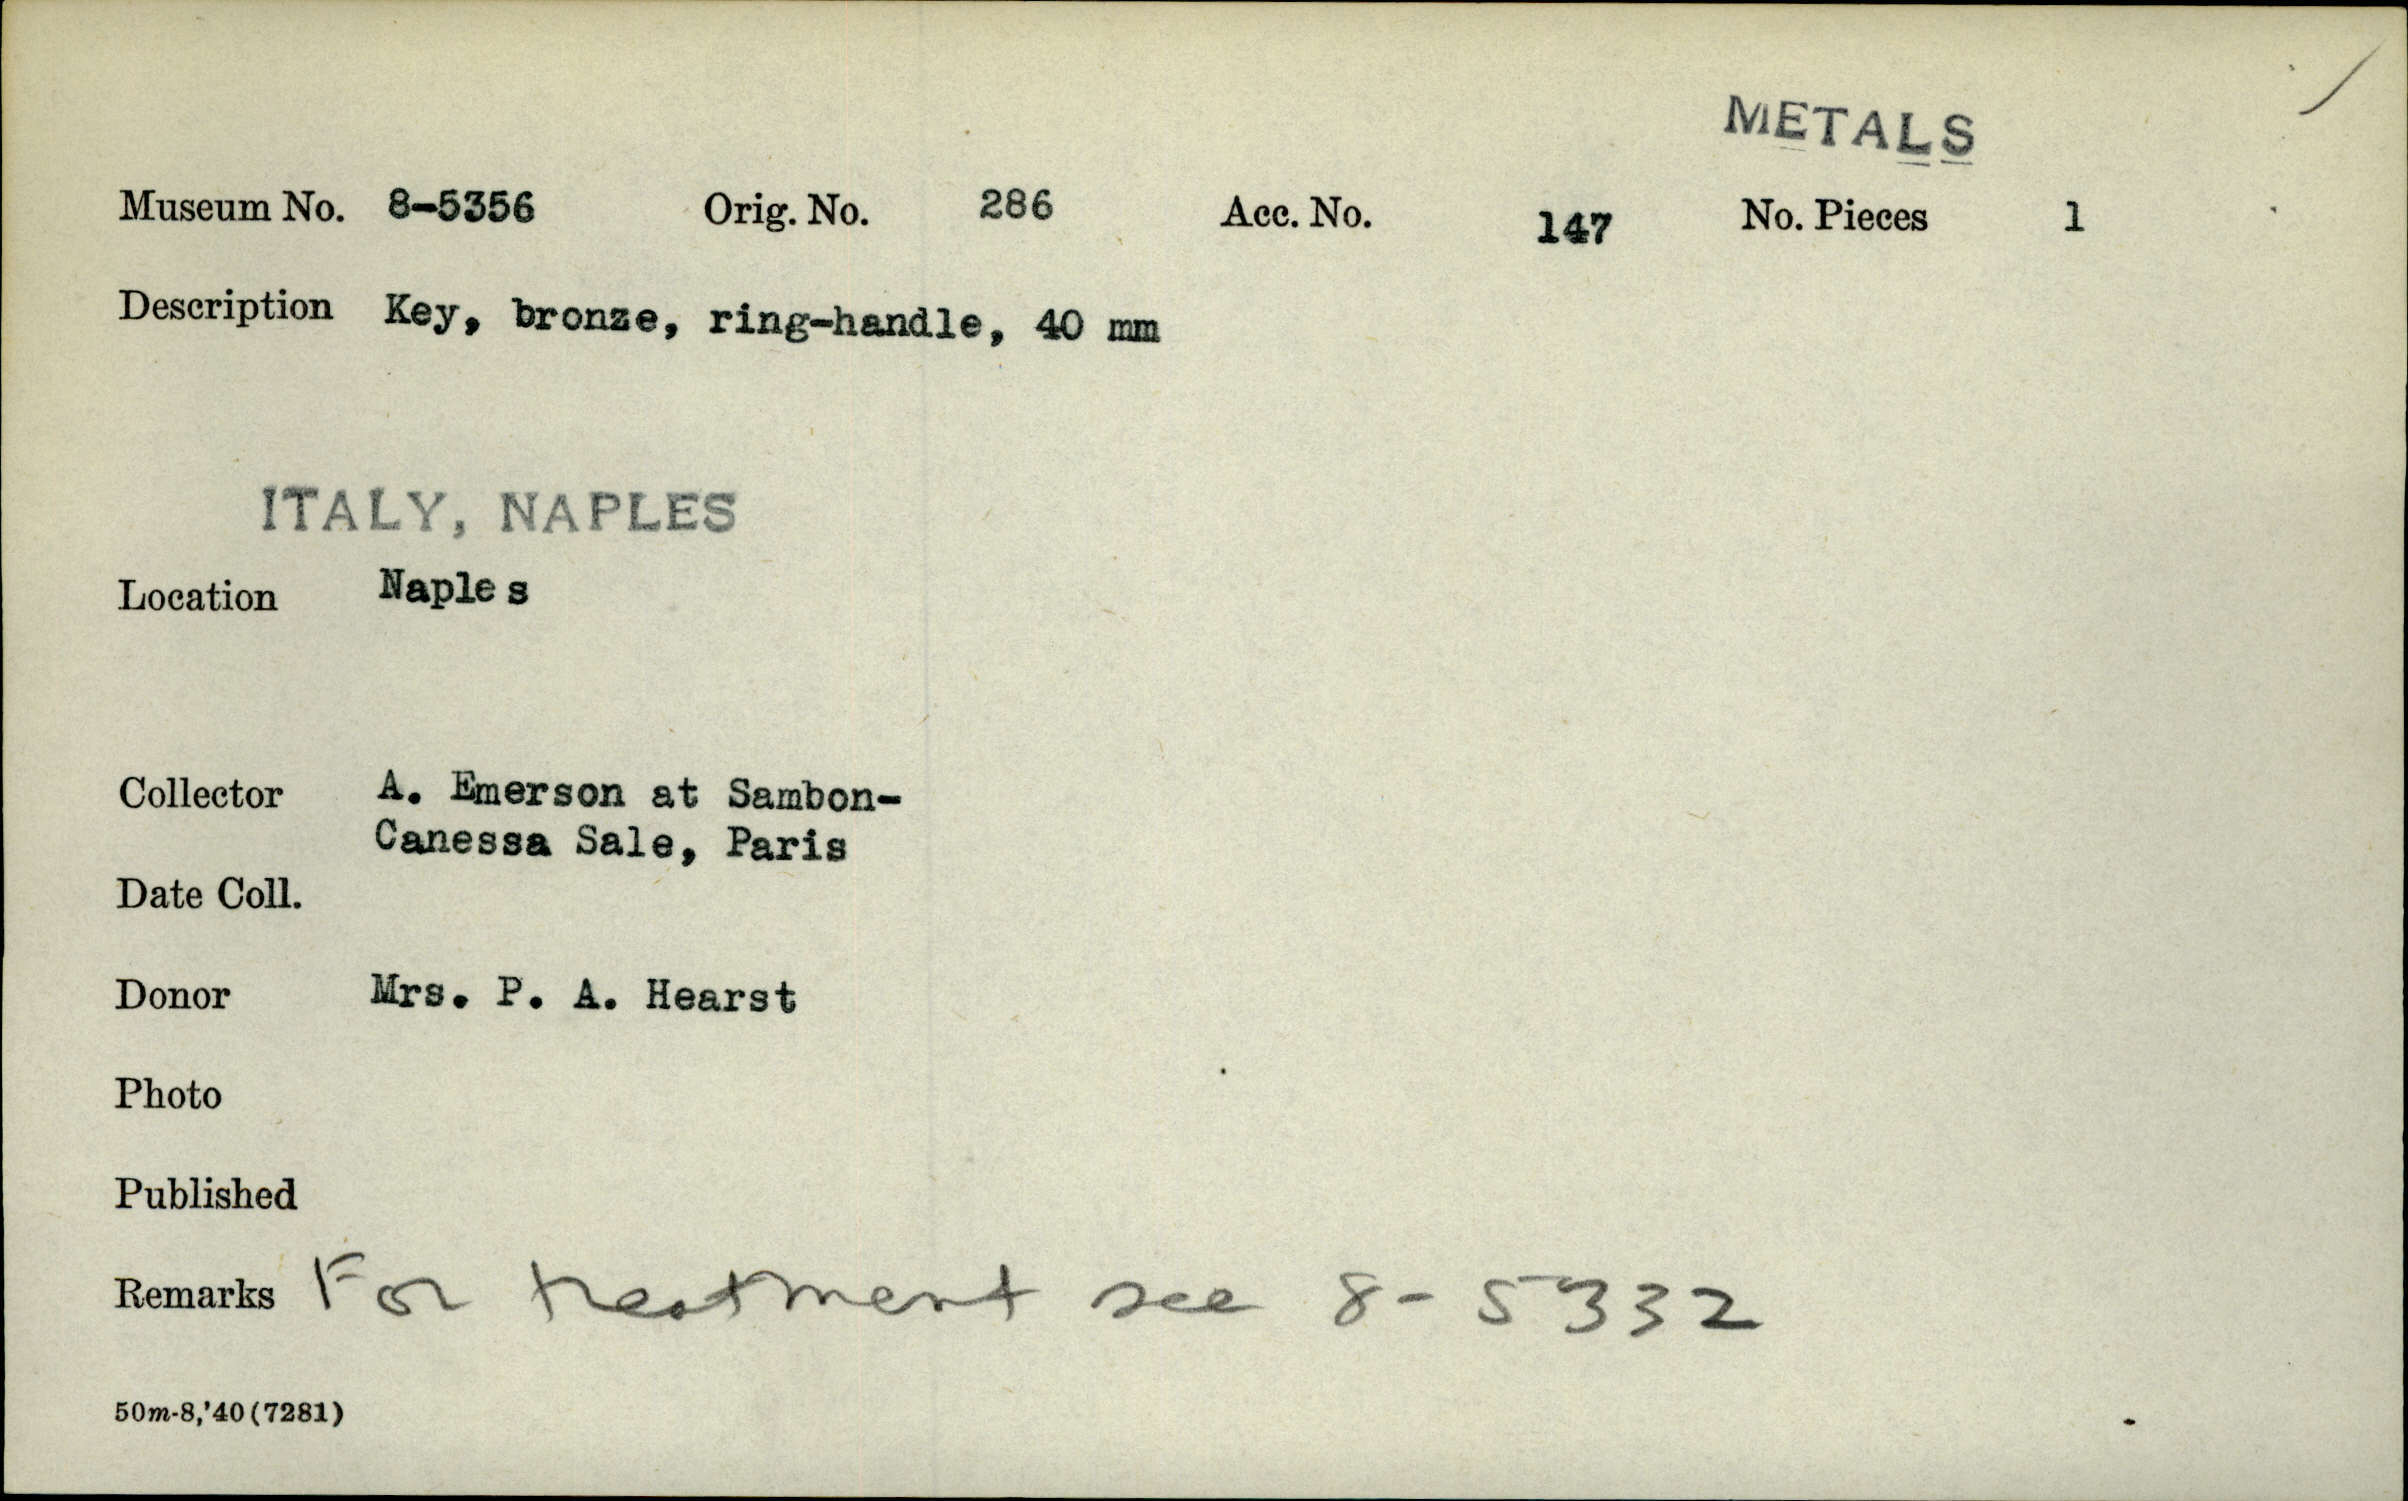 METALS
Museum No. 8-5356 Orig. No. 286 Acc. No. 147 No. Pieces 1
Description Key, bronze, ring-handle, 40 mm
ITALY, NAPLES
Location Naples
Collector A. Emerson at Sambon-
Canessa Sale, Paris
Date Coll.
Donor Mrs. P. A. Hearst
Photo
Published
Remarks For treatment see 8-5332
50m-8,'40(7281)